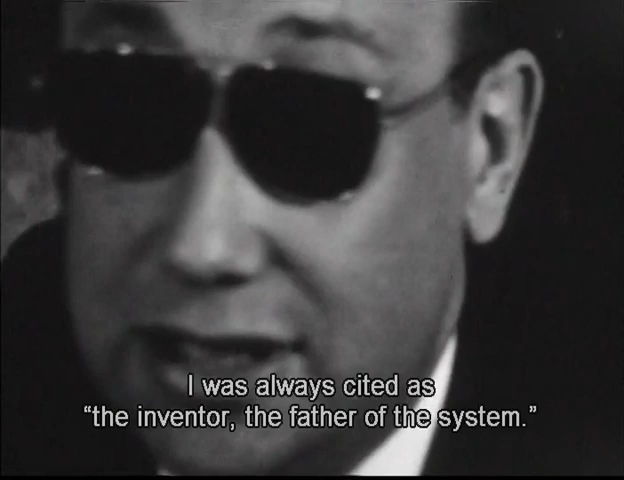 I was always cited as
“the inventor, the father of the system.”